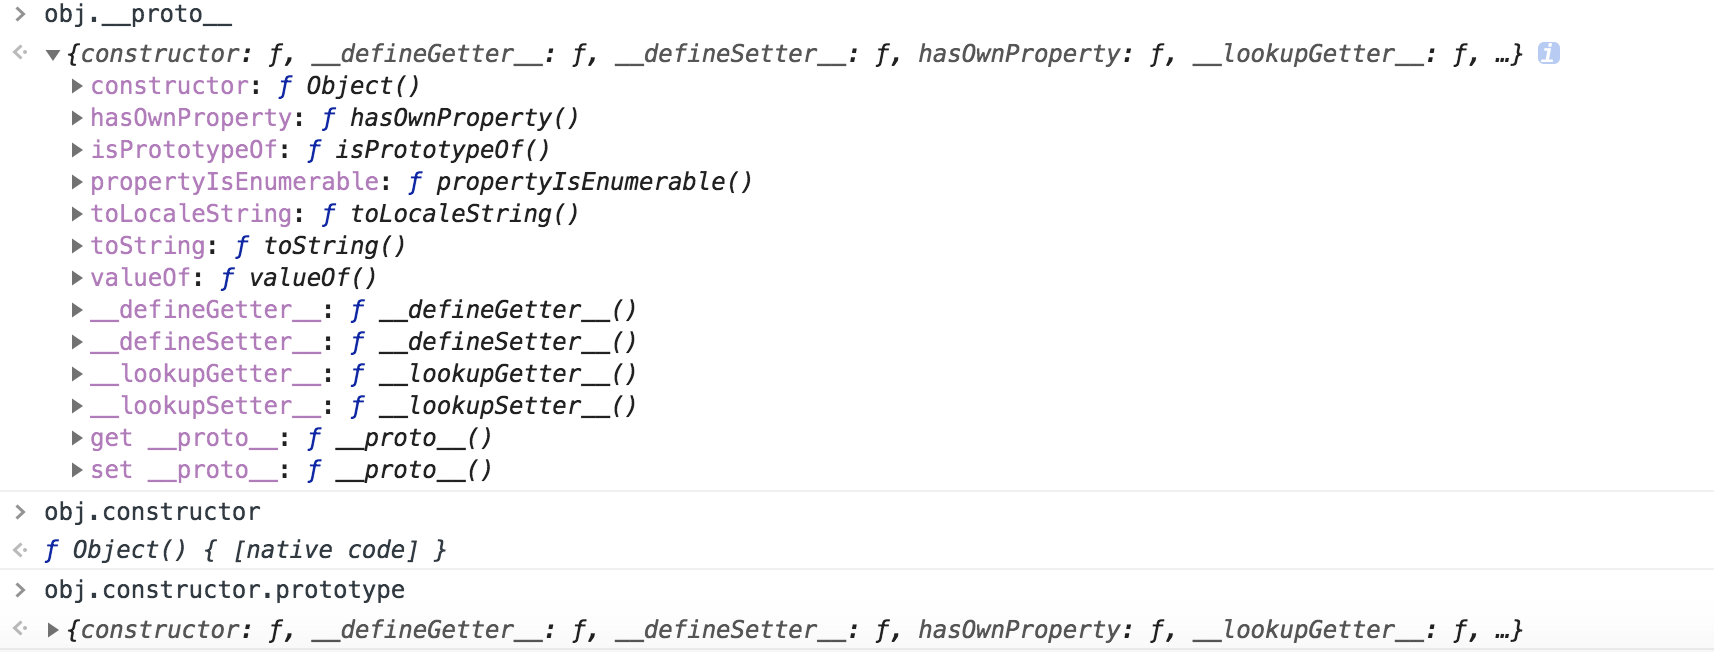 > obj.__proto__
<· ▼{constructor: ƒ, __defineGetter__: ƒ, __defineSetter__: ƒ, hasOwnProperty: ƒ, __lookupGetter__: ƒ, …} i
▶constructor: ƒ Object()
▶hasOwnProperty: ƒ hasOwnProperty()
▶isPrototypeOf: ƒ isPrototypeOf()
▶propertyIsEnumerable: ƒ propertyIsEnumerable()
▶toLocaleString: ƒ toLocaleString()
▶toString: ƒ toString()
▶valueOf: ƒ valueOf()
▶__defineGetter__: ƒ __defineGetter__()
▶__defineSetter__: ƒ __defineSetter__()
▶__lookupGetter__: ƒ __lookupGetter__()
▶__lookupSetter__: ƒ __lookupSetter__()
▶get __proto__: ƒ __proto__()
▶set __proto__: ƒ __proto__()
> obj.constructor
<· ƒ Object() { [native code] }
> obj.constructor.prototype
<· ▶{constructor: ƒ, __defineGetter__: ƒ, __defineSetter__: ƒ, hasOwnProperty: ƒ, __lookupGetter__: ƒ, …}